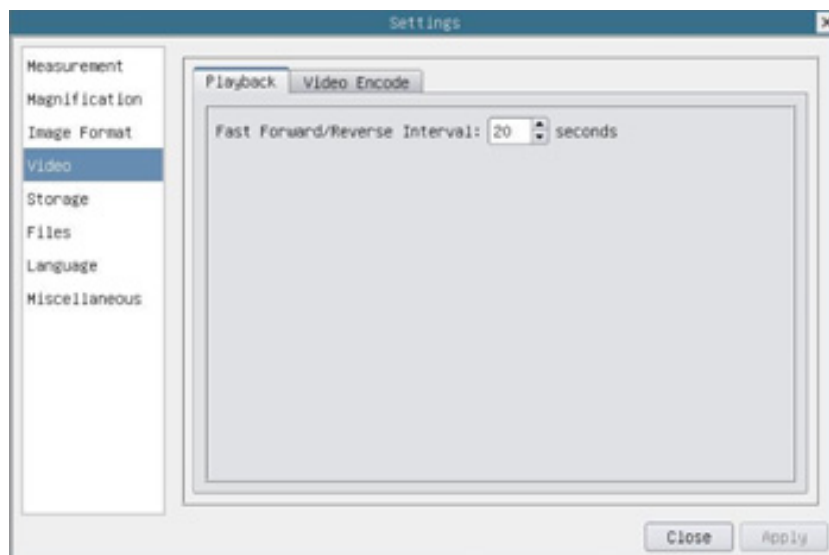 Settings
Measurement
Magnification
Image Format
Video
Storage
Files
Language
Miscellaneous
Playback Video Encode
Fast Forward/Reverse Interval: 20 seconds
Close Apply